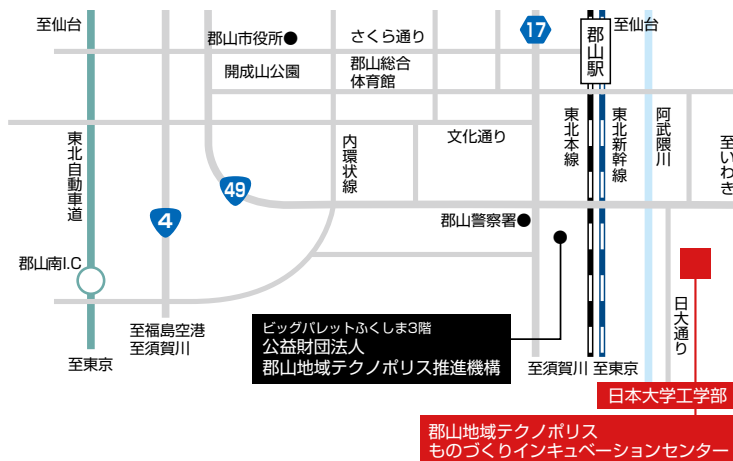 至仙台
郡山市役所
さくら通り
17
至仙台
郡山駅
開成山公園
郡山総合
体育館
東北自動車道
内環状線
文化通り
東北本線
東北新幹線
阿武隈川
至いわき
49
4
郡山警察署
郡山南I.C
日大通り
至福島空港
至須賀川
至東京
ビッグパレットふくしま3階
公益財団法人
郡山地域テクノポリス推進機構
至須賀川
至東京
日本大学工学部
郡山地域テクノポリス
ものづくりインキュベーションセンター